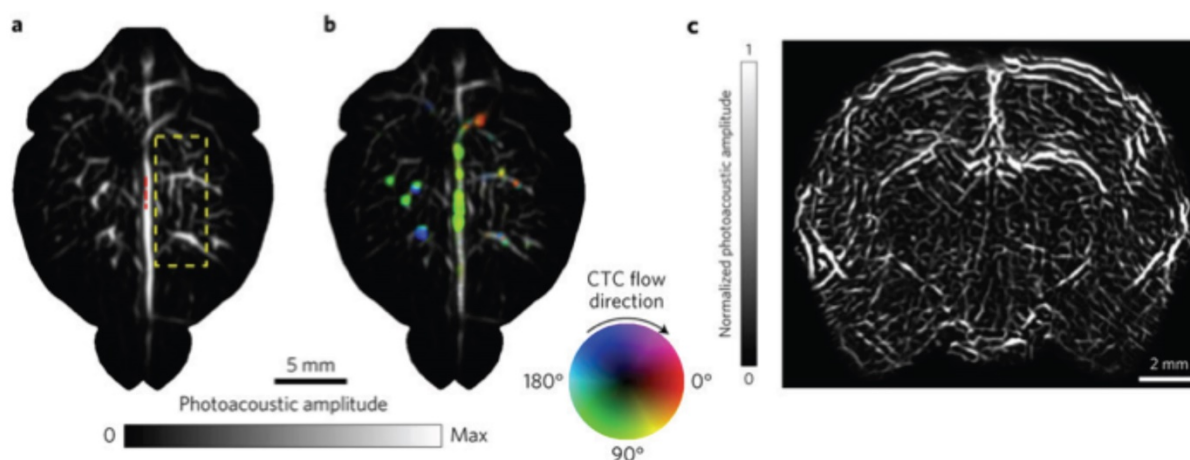 a
b
c
5 mm
Photoacoustic amplitude
0
Max
CTC flow
direction
180°
0°
90°
1
Normalized photoacoustic amplitude
0
2 mm